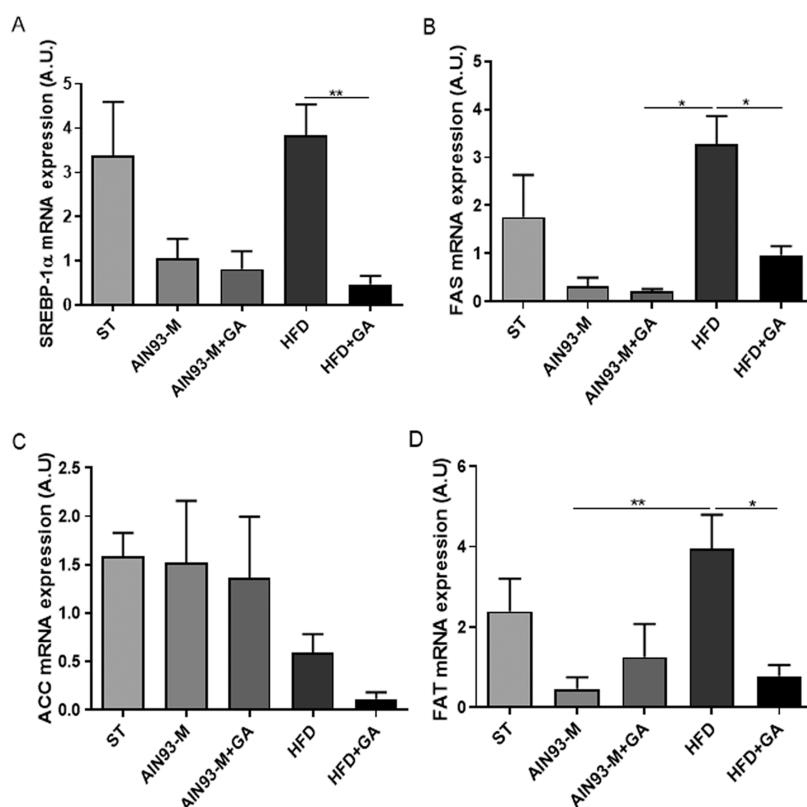 A
SREBP-1α mRNA expression (A.U.)
5
4
3
2
1
0
**
ST
AIN93-M
AIN93-M+GA
HFD
HFD+GA
B
FAS mRNA expression (A.U.)
5
4
3
2
1
0
*
*
ST
AIN93-M
AIN93-M+GA
HFD
HFD+GA
C
ACC mRNA expression (A.U)
2.5
2.0
1.5
1.0
0.5
0.0
ST
AIN93-M
AIN93-M+GA
HFD
HFD+GA
D
FAT mRNA expression (A.U)
6
4
2
0
**
*
ST
AIN93-M
AIN93-M+GA
HFD
HFD+GA